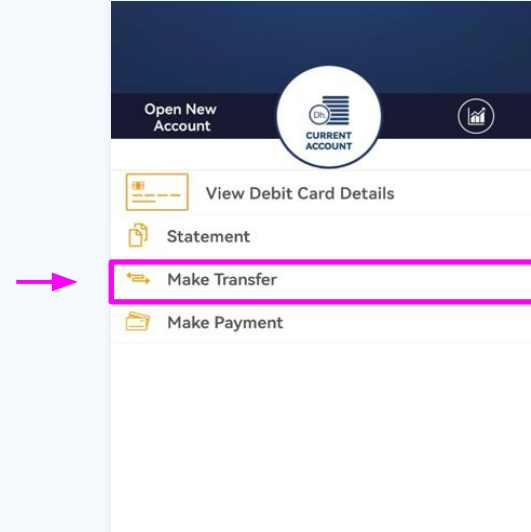 Open New
Account
Dh.
CURRENT
ACCOUNT
View Debit Card Details
Statement
Make Transfer
Make Payment